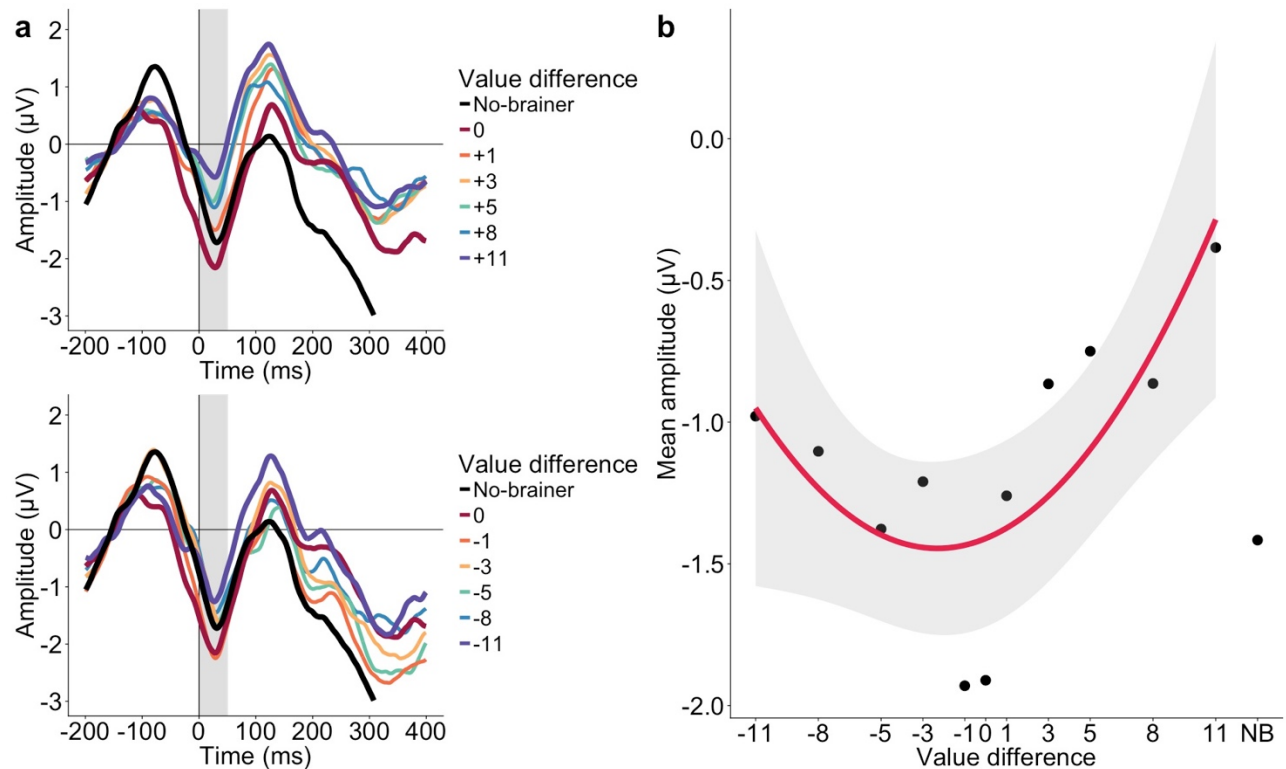 a
2
1
0
-1
-2
-3
Amplitude (µV)
-200 -100 0 100 200 300 400
Time (ms)
Value difference
No-brainer
0
+1
+3
+5
+8
+11
2
1
0
-1
-2
-3
Amplitude (µV)
-200 -100 0 100 200 300 400
Time (ms)
Value difference
No-brainer
0
-1
-3
-5
-8
-11
b
0.0
-0.5
-1.0
-1.5
-2.0
Mean amplitude (µV)
-11 -8 -5 -3 -1 0 1 3 5 8 11 NB
Value difference